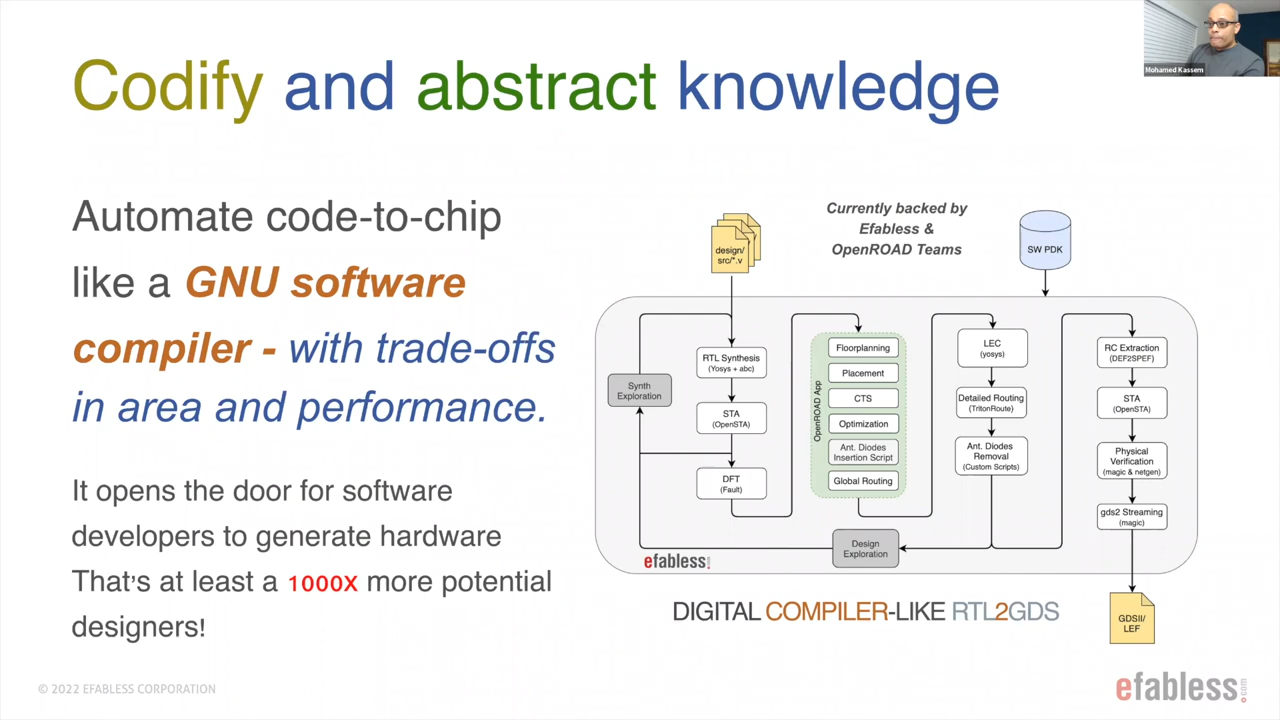 Codify and abstract knowledge
Mohamed Kassem
Automate code-to-chip
like a GNU software
compiler - with trade-offs
in area and performance.
It opens the door for software
developers to generate hardware
That's at least a 1000X more potential
designers!
Currently backed by
Efabless &
OpenROAD Teams
design/
src/*.v
SW PDK
Synth
Exploration
RTL Synthesis
(Yosys + abc)
STA
(OpenSTA)
DFT
(Fault)
OpenROAD App
Floorplanning
Placement
CTS
Optimization
Ant. Diodes
Insertion Script
Global Routing
Design
Exploration
LEC
(yosys)
Detailed Routing
(TritonRoute)
Ant. Diodes
Removal
(Custom Scripts)
RC Extraction
(DEF2SPEF)
STA
(OpenSTA)
Physical
Verification
(magic & netgen)
gds2 Streaming
(magic)
efabless.com
DIGITAL COMPILER-LIKE RTL2GDS
GDSII/
LEF
© 2022 EFABLESS CORPORATION
efabless.com